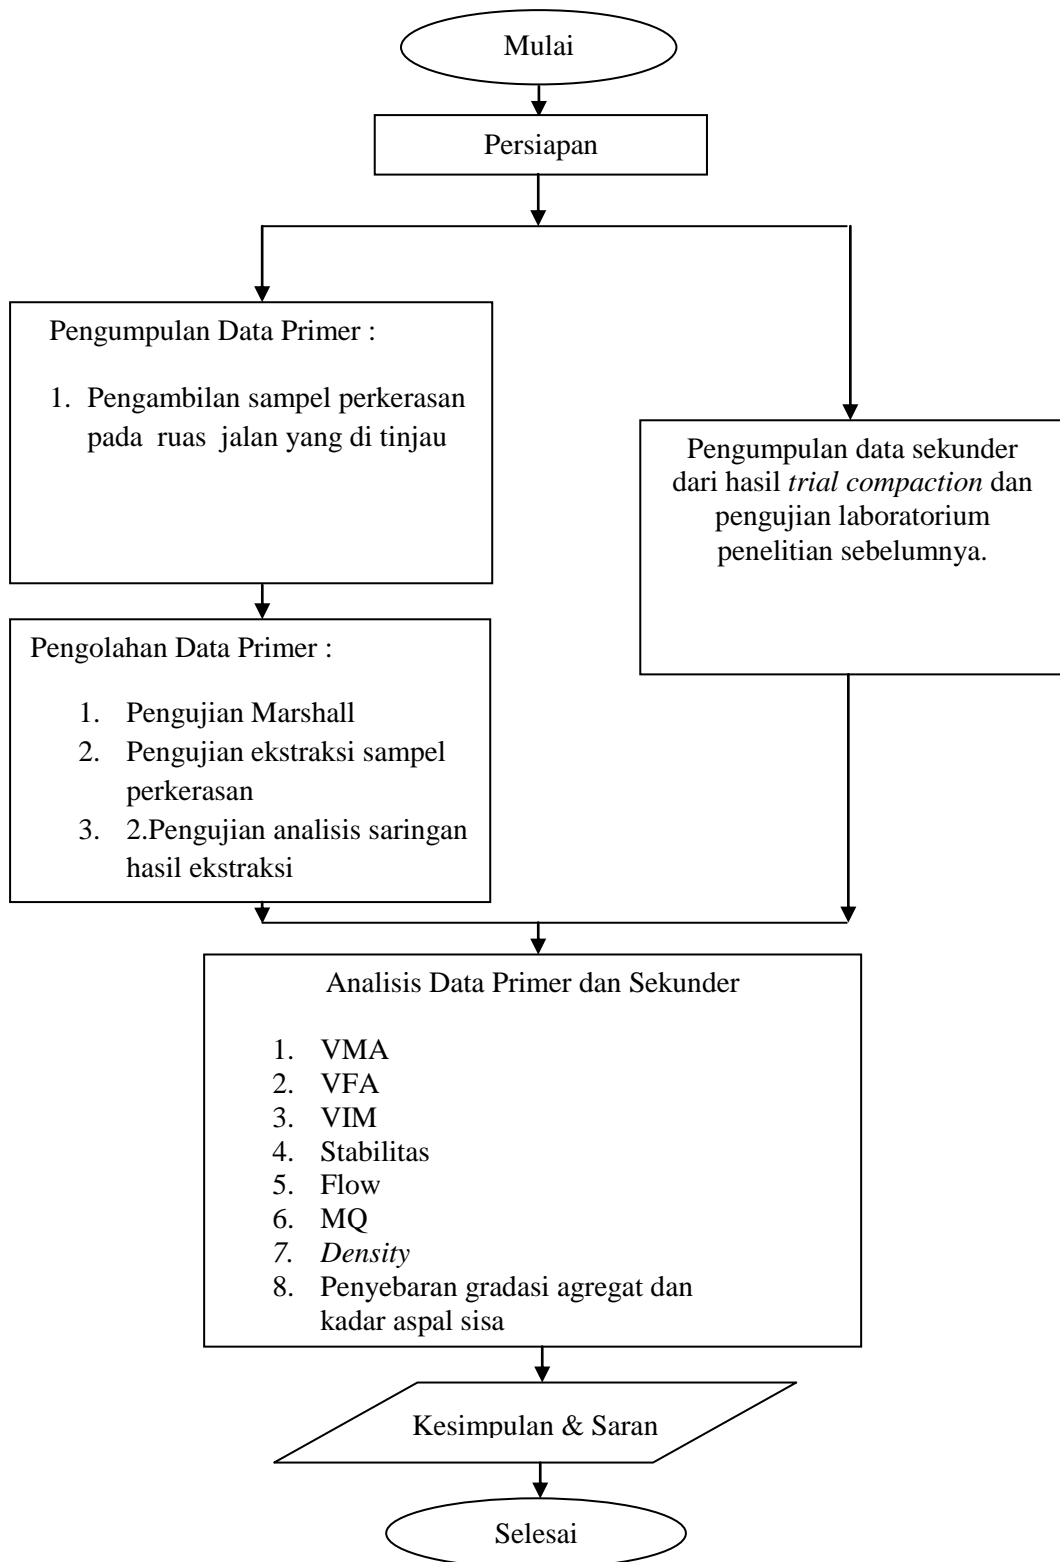 Mulai
Persiapan
Pengumpulan Data Primer :
1. Pengambilan sampel perkerasan
pada ruas jalan yang di tinjau
Pengumpulan data sekunder
dari hasil trial compaction dan
pengujian laboratorium
penelitian sebelumnya.
Pengolahan Data Primer :
1. Pengujian Marshall
2. Pengujian ekstraksi sampel
perkerasan
3. 2.Pengujian analisis saringan
hasil ekstraksi
Analisis Data Primer dan Sekunder
1. VMA
2. VFA
3. VIM
4. Stabilitas
5. Flow
6. MQ
7. Density
8. Penyebaran gradasi agregat dan
kadar aspal sisa
Kesimpulan & Saran
Selesai